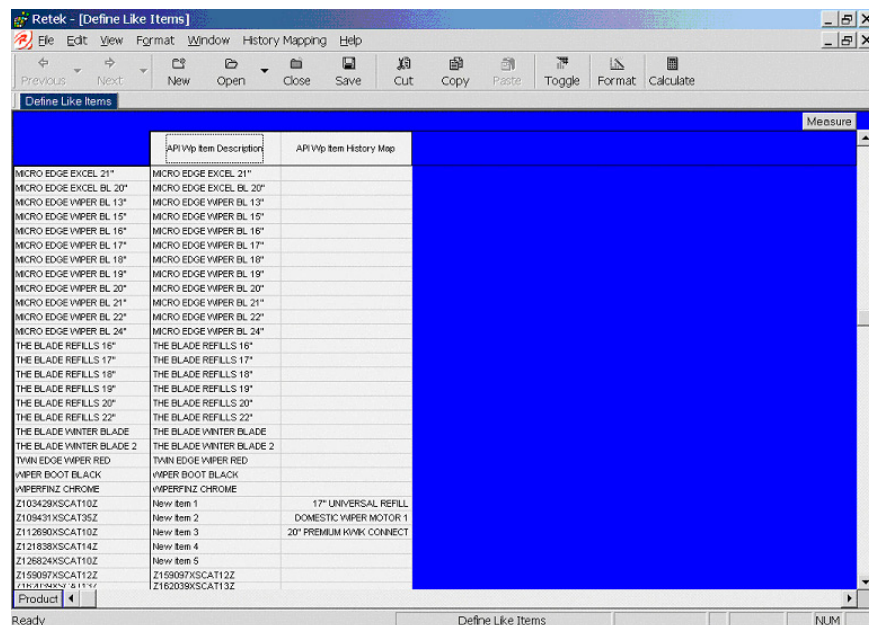 Retek - [Define Like Items]
File Edit View Format Window History Mapping Help
Previous Next New Open Close Save Cut Copy Paste Toggle Format Calculate
Define Like Items
Measure
API Wp Item Description API Wp Item History Map
MICRO EDGE EXCEL 21" MICRO EDGE EXCEL 21"
MICRO EDGE EXCEL BL 20" MICRO EDGE EXCEL BL 20"
MICRO EDGE WIPER BL 13" MICRO EDGE WIPER BL 13"
MICRO EDGE WIPER BL 15" MICRO EDGE WIPER BL 15"
MICRO EDGE WIPER BL 16" MICRO EDGE WIPER BL 16"
MICRO EDGE WIPER BL 17" MICRO EDGE WIPER BL 17"
MICRO EDGE WIPER BL 18" MICRO EDGE WIPER BL 18"
MICRO EDGE WIPER BL 19" MICRO EDGE WIPER BL 19"
MICRO EDGE WIPER BL 20" MICRO EDGE WIPER BL 20"
MICRO EDGE WIPER BL 21" MICRO EDGE WIPER BL 21"
MICRO EDGE WIPER BL 22" MICRO EDGE WIPER BL 22"
MICRO EDGE WIPER BL 24" MICRO EDGE WIPER BL 24"
THE BLADE REFILLS 16" THE BLADE REFILLS 16"
THE BLADE REFILLS 17" THE BLADE REFILLS 17"
THE BLADE REFILLS 18" THE BLADE REFILLS 18"
THE BLADE REFILLS 19" THE BLADE REFILLS 19"
THE BLADE REFILLS 20" THE BLADE REFILLS 20"
THE BLADE REFILLS 22" THE BLADE REFILLS 22"
THE BLADE WINTER BLADE THE BLADE WINTER BLADE
THE BLADE WINTER BLADE 2 THE BLADE WINTER BLADE 2
TWIN EDGE WIPER RED TWIN EDGE WIPER RED
WIPER BOOT BLACK WIPER BOOT BLACK
WIPERFINZ CHROME WIPERFINZ CHROME
Z103429XSCAT10Z New Item 1 17" UNIVERSAL REFILL
Z109431XSCAT35Z New Item 2 DOMESTIC WIPER MOTOR 1
Z112690XSCAT10Z New Item 3 20" PREMIUM KWIK CONNECT
Z121838XSCAT14Z New Item 4
Z126824XSCAT10Z New Item 5
Z159097XSCAT12Z Z159097XSCAT12Z
Z162039XSCAT13Z Z162039XSCAT13Z
Product
Ready Define Like Items NUM